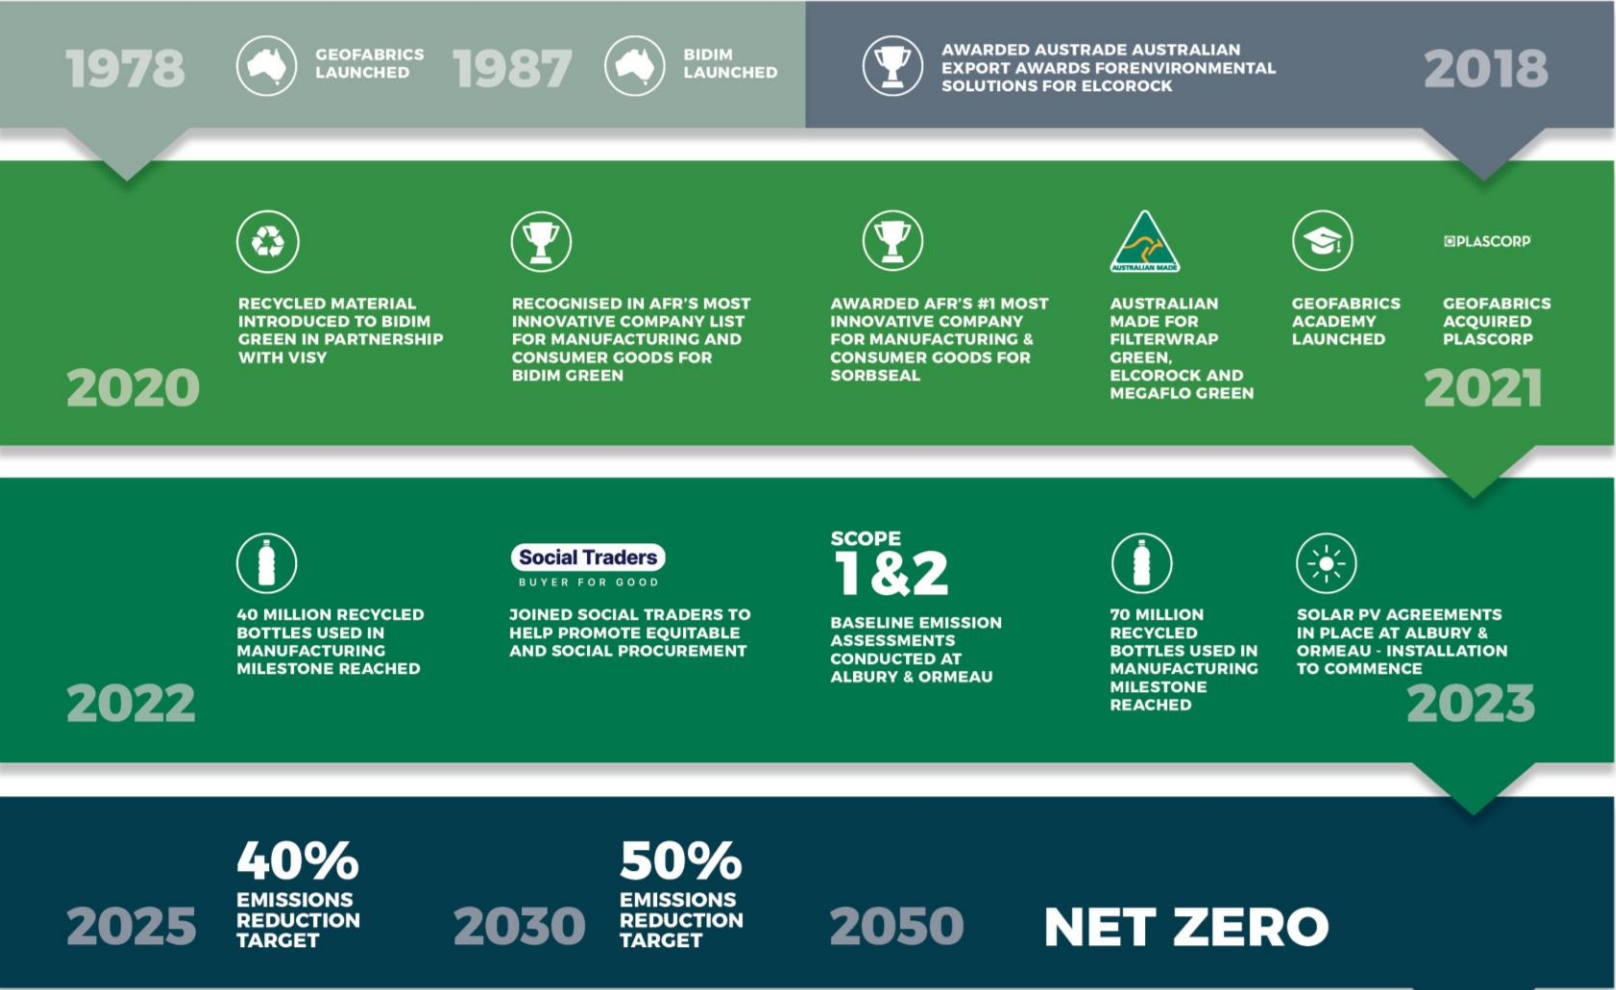 1978
GEOFABRICS
LAUNCHED
1987
BIDIM
LAUNCHED
AWARDED AUSTRADE AUSTRALIAN
EXPORT AWARDS FORENVIRONMENTAL
SOLUTIONS FOR ELCOROCK
2018
2020
RECYCLED MATERIAL
INTRODUCED TO BIDIM
GREEN IN PARTNERSHIP
WITH VISY
RECOGNISED IN AFR'S MOST
INNOVATIVE COMPANY LIST
FOR MANUFACTURING AND
CONSUMER GOODS FOR
BIDIM GREEN
AWARDED AFR'S #1 MOST
INNOVATIVE COMPANY
FOR MANUFACTURING &
CONSUMER GOODS FOR
SORBSEAL
AUSTRALIAN MADE
AUSTRALIAN
MADE FOR
FILTERWRAP
GREEN,
ELCOROCK AND
MEGAFLO GREEN
GEOFABRICS
ACADEMY
LAUNCHED
PLASCORP
GEOFABRICS
ACQUIRED
PLASCORP
2021
2022
40 MILLION RECYCLED
BOTTLES USED IN
MANUFACTURING
MILESTONE REACHED
Social Traders
BUYER FOR GOOD
JOINED SOCIAL TRADERS TO
HELP PROMOTE EQUITABLE
AND SOCIAL PROCUREMENT
SCOPE
1&2
BASELINE EMISSION
ASSESSMENTS
CONDUCTED AT
ALBURY & ORMEAU
70 MILLION
RECYCLED
BOTTLES USED IN
MANUFACTURING
MILESTONE
REACHED
SOLAR PV AGREEMENTS
IN PLACE AT ALBURY &
ORMEAU - INSTALLATION
TO COMMENCE
2023
2025
40%
EMISSIONS
REDUCTION
TARGET
2030
50%
EMISSIONS
REDUCTION
TARGET
2050
NET ZERO